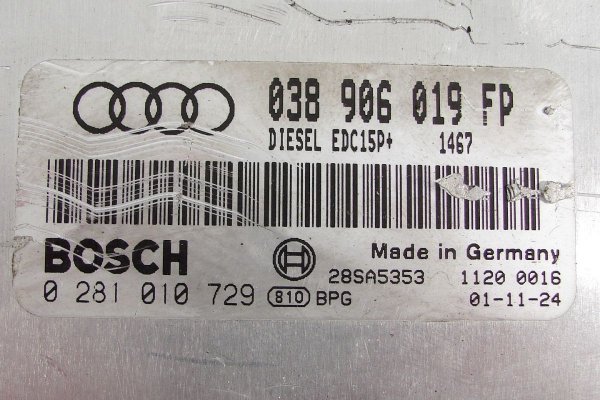 038 906 019 FP
DIESEL EDC15P+ 1467
BOSCH Made in Germany
28SA5353 1120 0016
0 281 010 729 810 BPG 01-11-24